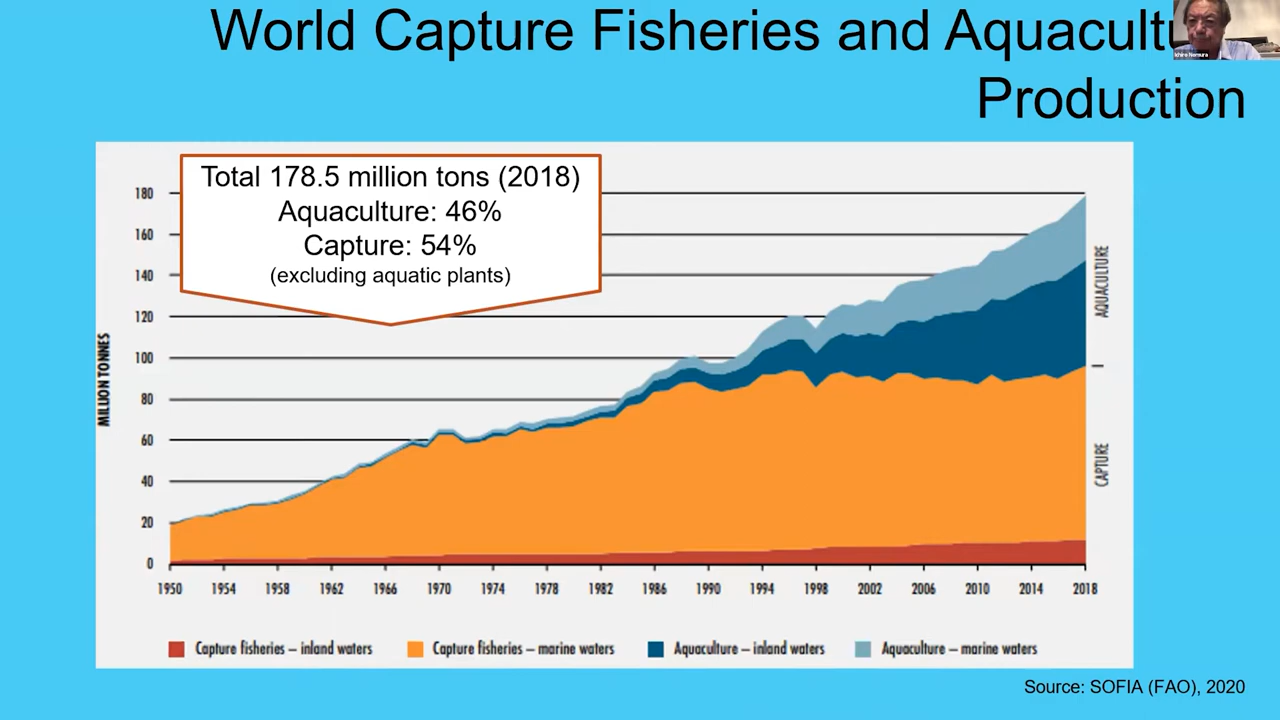 World Capture Fisheries and Aquacultu
Production
Ichiro Nomura
Total 178.5 million tons (2018)
Aquaculture: 46%
Capture: 54%
(excluding aquatic plants)
MILLION TONNES
180
160
140
120
100
80
60
40
20
0
1950 1954 1958 1962 1966 1970 1974 1978 1982 1986 1990 1994 1998 2002 2006 2010 2014 2018
AQUACULTURE
CAPTURE
Capture fisheries – inland waters Capture fisheries – marine waters Aquaculture – inland waters Aquaculture – marine waters
Source: SOFIA (FAO), 2020